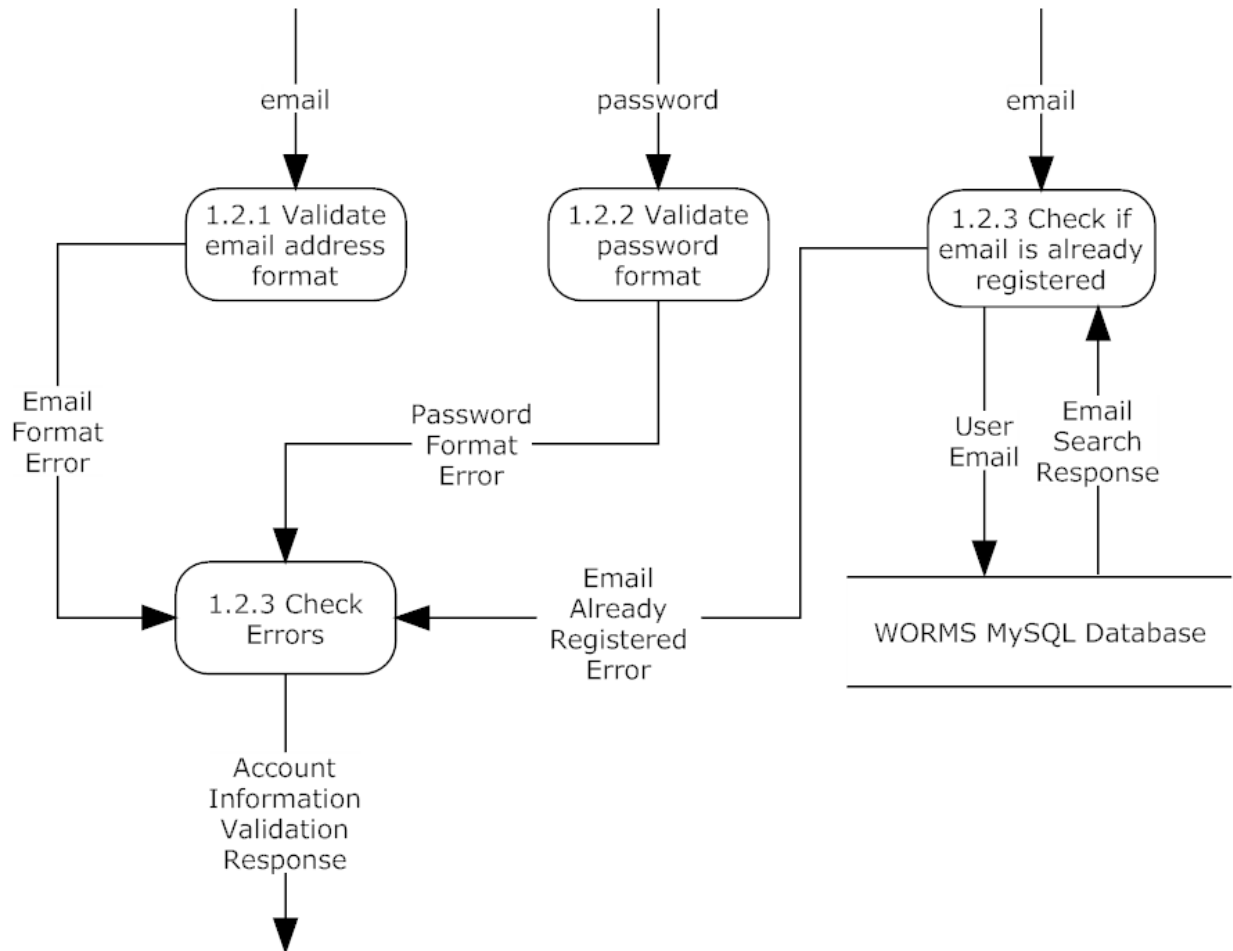 email
password
email
1.2.1 Validate
email address
format
1.2.2 Validate
password
format
1.2.3 Check if
email is already
registered
Email
Format
Error
Password
Format
Error
User
Email
Email
Search
Response
1.2.3 Check
Errors
Email
Already
Registered
Error
WORMS MySQL Database
Account
Information
Validation
Response